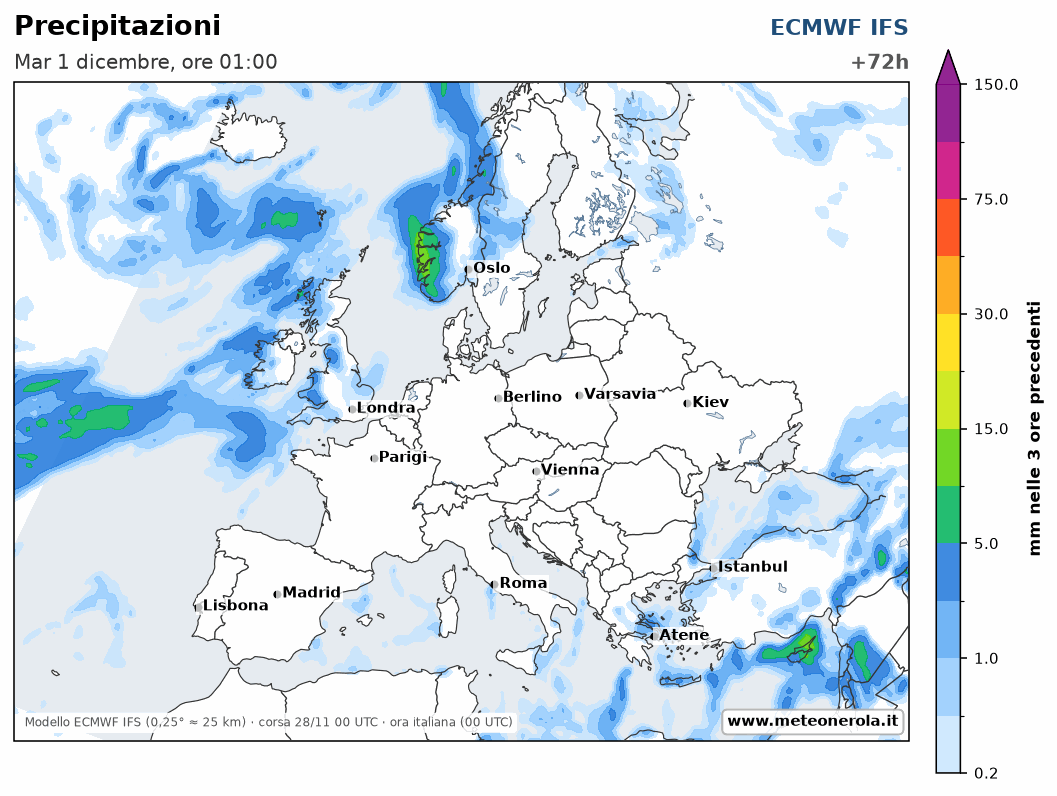 Precipitazioni
ECMWF IFS
Mar 1 dicembre, ore 01:00
+72h
150.0
75.0
30.0
15.0
5.0
1.0
0.2
mm nelle 3 ore precedenti
Oslo
Berlino
Varsavia
Kiev
Londra
Parigi
Vienna
Istanbul
Roma
Madrid
Lisbona
Atene
Modello ECMWF IFS (0,25° ≈ 25 km) · corsa 28/11 00 UTC · ora italiana (00 UTC)
www.meteonerola.it